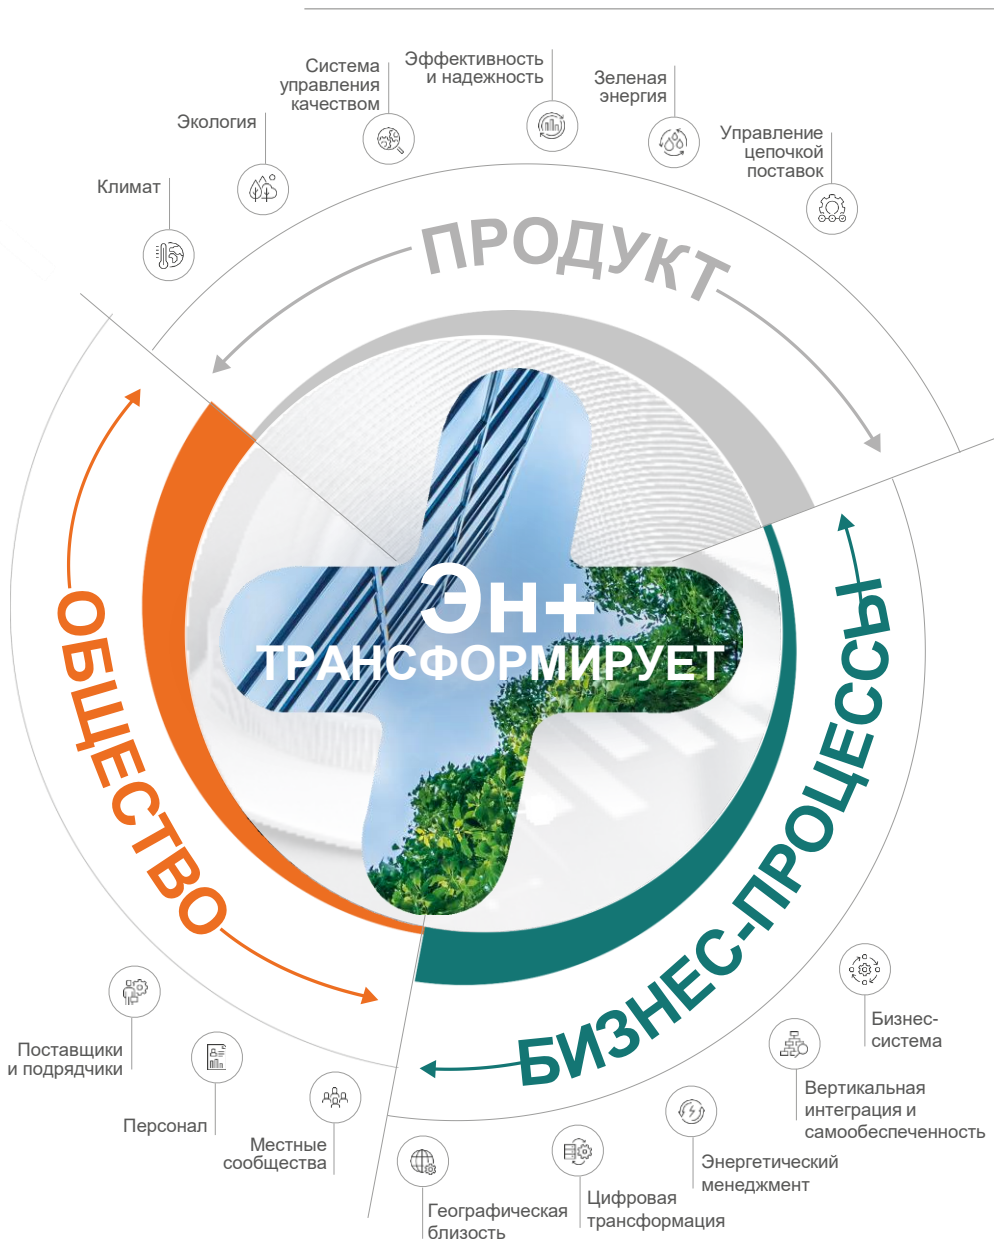 Эффективность
и надежность
Система
управления
качеством
Зеленая
энергия
Экология
Управление
цепочкой
поставок
Климат
ПРОДУКТ
Эн+
ТРАНСФОРМИРУЕТ
ОБЩЕСТВО
БИЗНЕС-ПРОЦЕССЫ
Поставщики
и подрядчики
Персонал
Местные
сообщества
Географическая
близость
Цифровая
трансформация
Энергетический
менеджмент
Вертикальная
интеграция и
самообеспеченность
Бизнес-
система